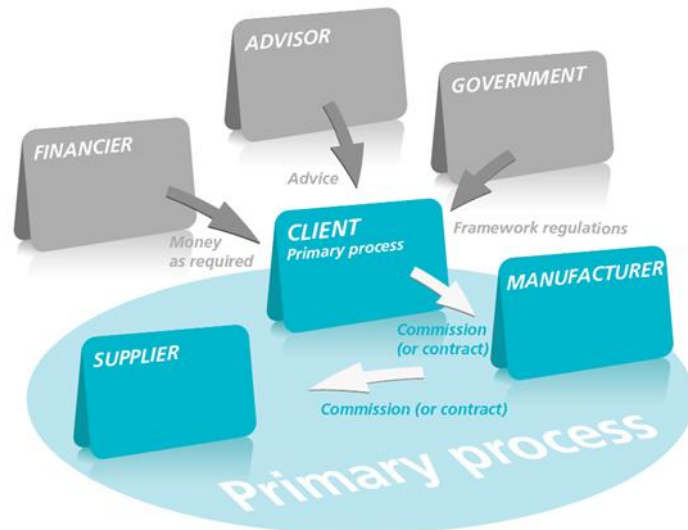 ADVISOR
GOVERNMENT
FINANCIER
Advice
Money
as required
CLIENT
Primary process
Framework regulations
MANUFACTURER
Commission
(or contract)
SUPPLIER
Commission (or contract)
Primary process